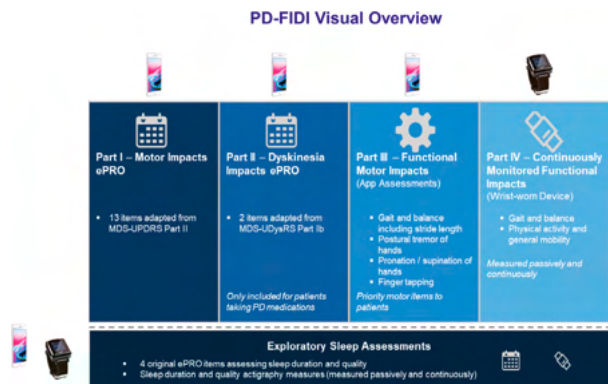 PD-FIDI Visual Overview
Part I – Motor Impacts
ePRO
13 items adapted from
MDS-UPDRS Part II
Part II – Dyskinesia
Impacts ePRO
2 items adapted from
MDS-UDysRS Part Ib
Only included for patients
taking PD medications
Part III – Functional
Motor Impacts
(App Assessments)
Gait and balance
including stride length
Postural tremor of
hands
Pronation / supination of
hands
Finger tapping
Priority motor items to
patients
Part IV – Continuously
Monitored Functional
Impacts
(Wrist-worn Device)
Gait and balance
Physical activity and
general mobility
Measured passively and
continuously
Exploratory Sleep Assessments
4 original ePRO items assessing sleep duration and quality
Sleep duration and quality actigraphy measures (measured passively and continuously)